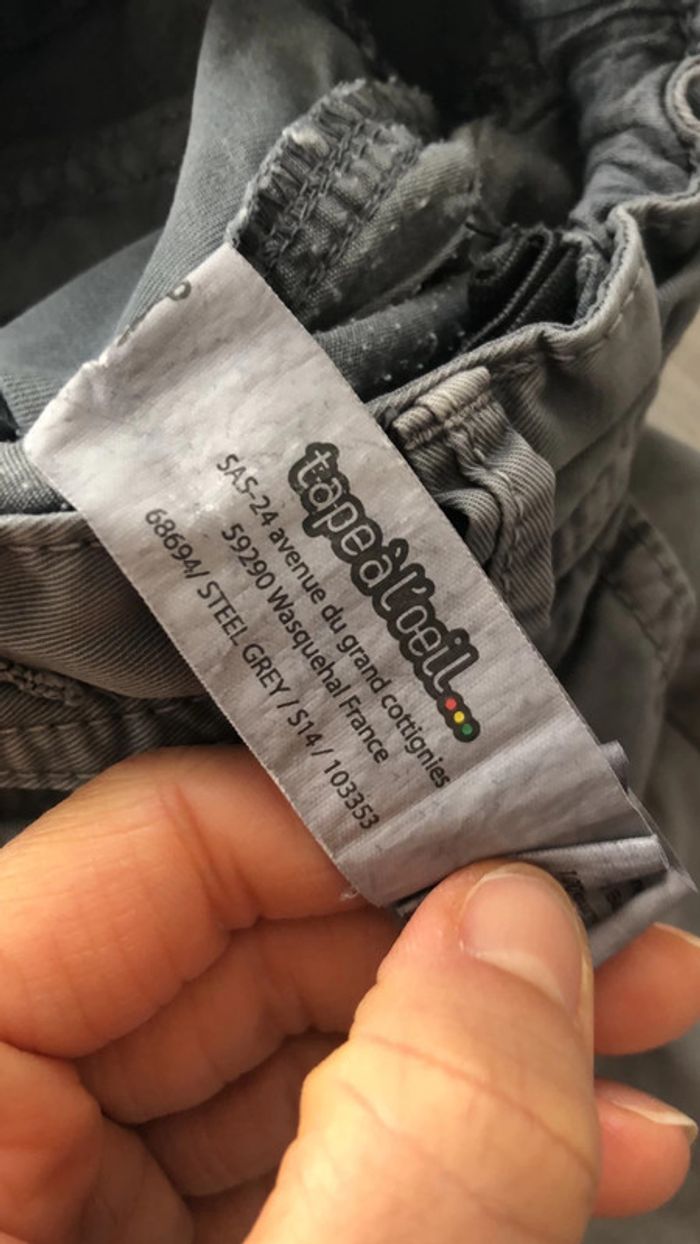 tape à l'oeil...
SAS-24 avenue du grand cottignies
59290 Wasquehal France
68694/ STEEL GREY / S14 / 103353